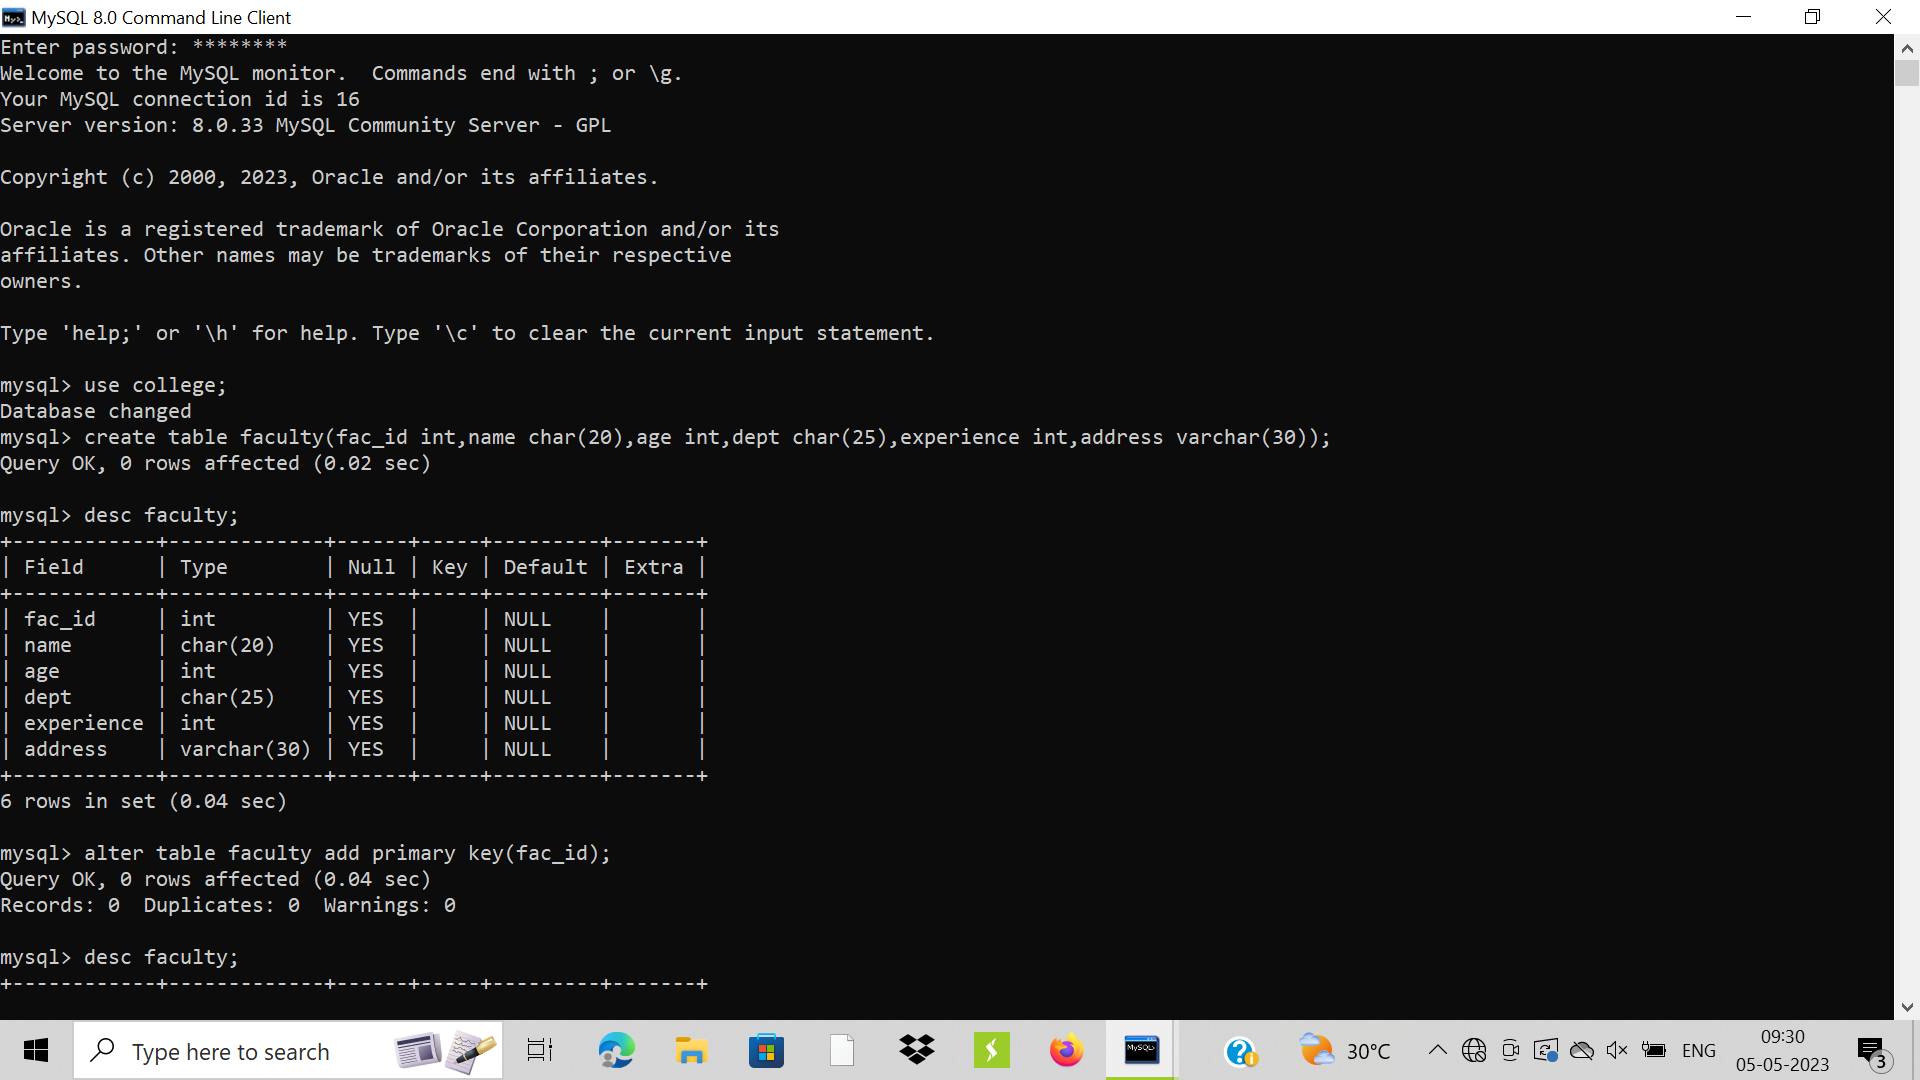 MySQL 8.0 Command Line Client
Enter password: ********
Welcome to the MySQL monitor.  Commands end with ; or \g.
Your MySQL connection id is 16
Server version: 8.0.33 MySQL Community Server - GPL
Copyright (c) 2000, 2023, Oracle and/or its affiliates.
Oracle is a registered trademark of Oracle Corporation and/or its
affiliates. Other names may be trademarks of their respective
owners.
Type 'help;' or '\h' for help. Type '\c' to clear the current input statement.
mysql> use college;
Database changed
mysql> create table faculty(fac_id int,name char(20),age int,dept char(25),experience int,address varchar(30));
Query OK, 0 rows affected (0.02 sec)
mysql> desc faculty;
+------------+-------------+------+-----+---------+-------+
| Field      | Type        | Null | Key | Default | Extra |
+------------+-------------+------+-----+---------+-------+
| fac_id     | int         | YES  |     | NULL    |       |
| name       | char(20)    | YES  |     | NULL    |       |
| age        | int         | YES  |     | NULL    |       |
| dept       | char(25)    | YES  |     | NULL    |       |
| experience | int         | YES  |     | NULL    |       |
| address    | varchar(30) | YES  |     | NULL    |       |
+------------+-------------+------+-----+---------+-------+
6 rows in set (0.04 sec)
mysql> alter table faculty add primary key(fac_id);
Query OK, 0 rows affected (0.04 sec)
Records: 0  Duplicates: 0  Warnings: 0
mysql> desc faculty;
+------------+-------------+------+-----+---------+-------+
Type here to search
MySQL>
30°C
ENG
09:30
05-05-2023
3